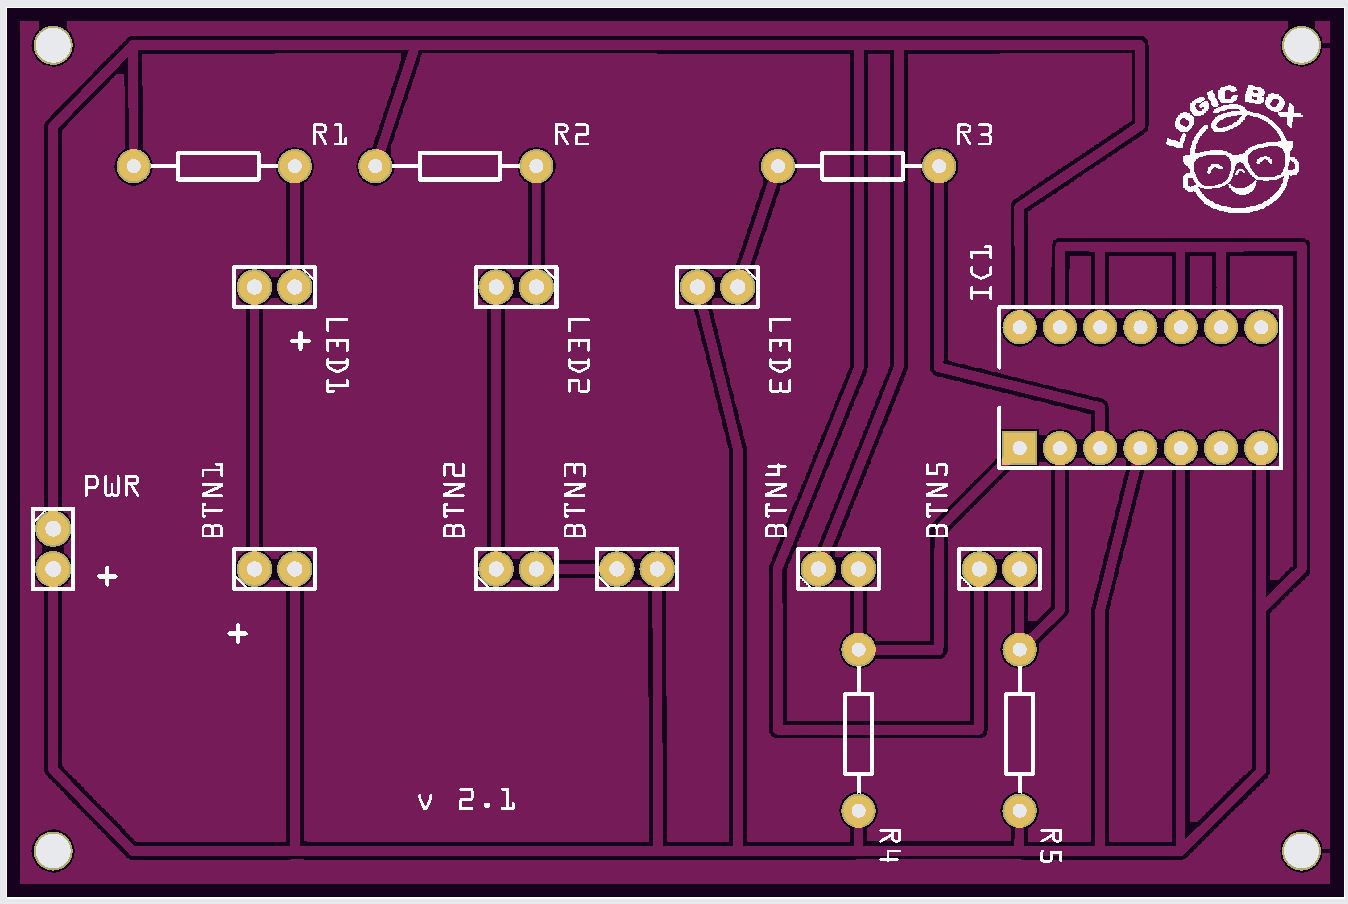 LOGIC BOX
R1
R2
R3
IC1
LED1
LED2
LED3
+
PWR
BTN1
BTN2
BTN3
BTN4
BTN5
+
+
v 2.1
R4
R5